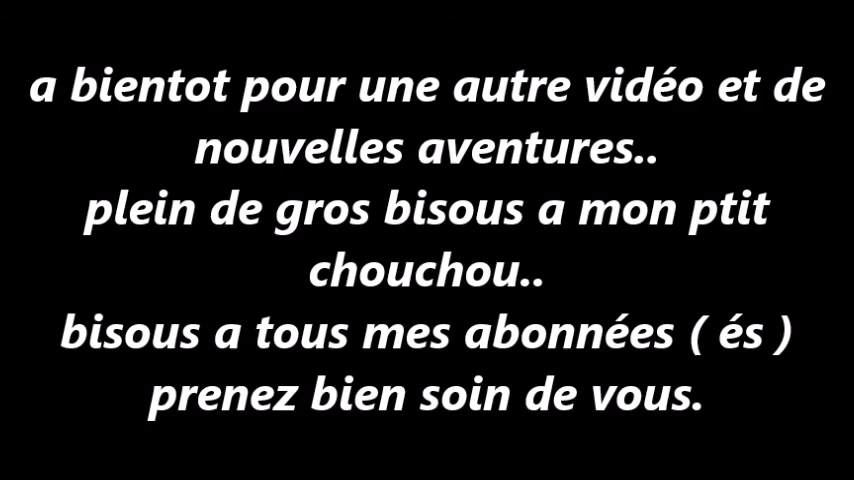 a bientot pour une autre vidéo et de
nouvelles aventures..
plein de gros bisous a mon ptit
chouchou..
bisous a tous mes abonnées ( és )
prenez bien soin de vous.